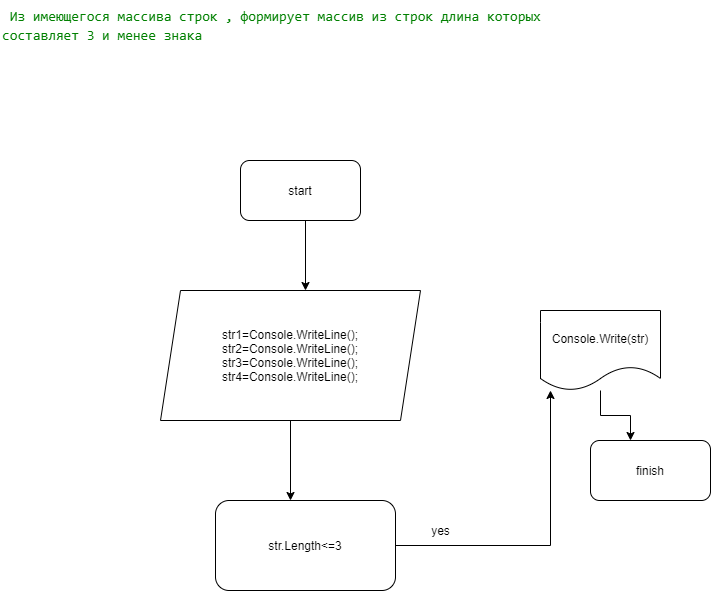 Из имеющегося массива строк , формирует массив из строк длина которых
составляет 3 и менее знака
start
str1=Console.WriteLine();
str2=Console.WriteLine();
str3=Console.WriteLine();
str4=Console.WriteLine();
Console.Write(str)
finish
yes
str.Length<=3